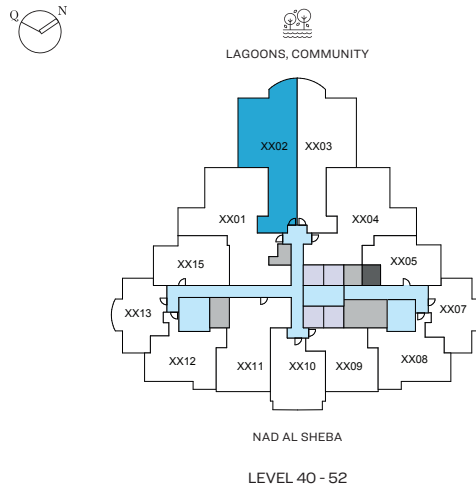 Q N
LAGOONS, COMMUNITY
XX02 XX03
XX01 XX04
XX15 XX05
XX13 XX07
XX12 XX11 XX10 XX09 XX08
NAD AL SHEBA
LEVEL 40 - 52